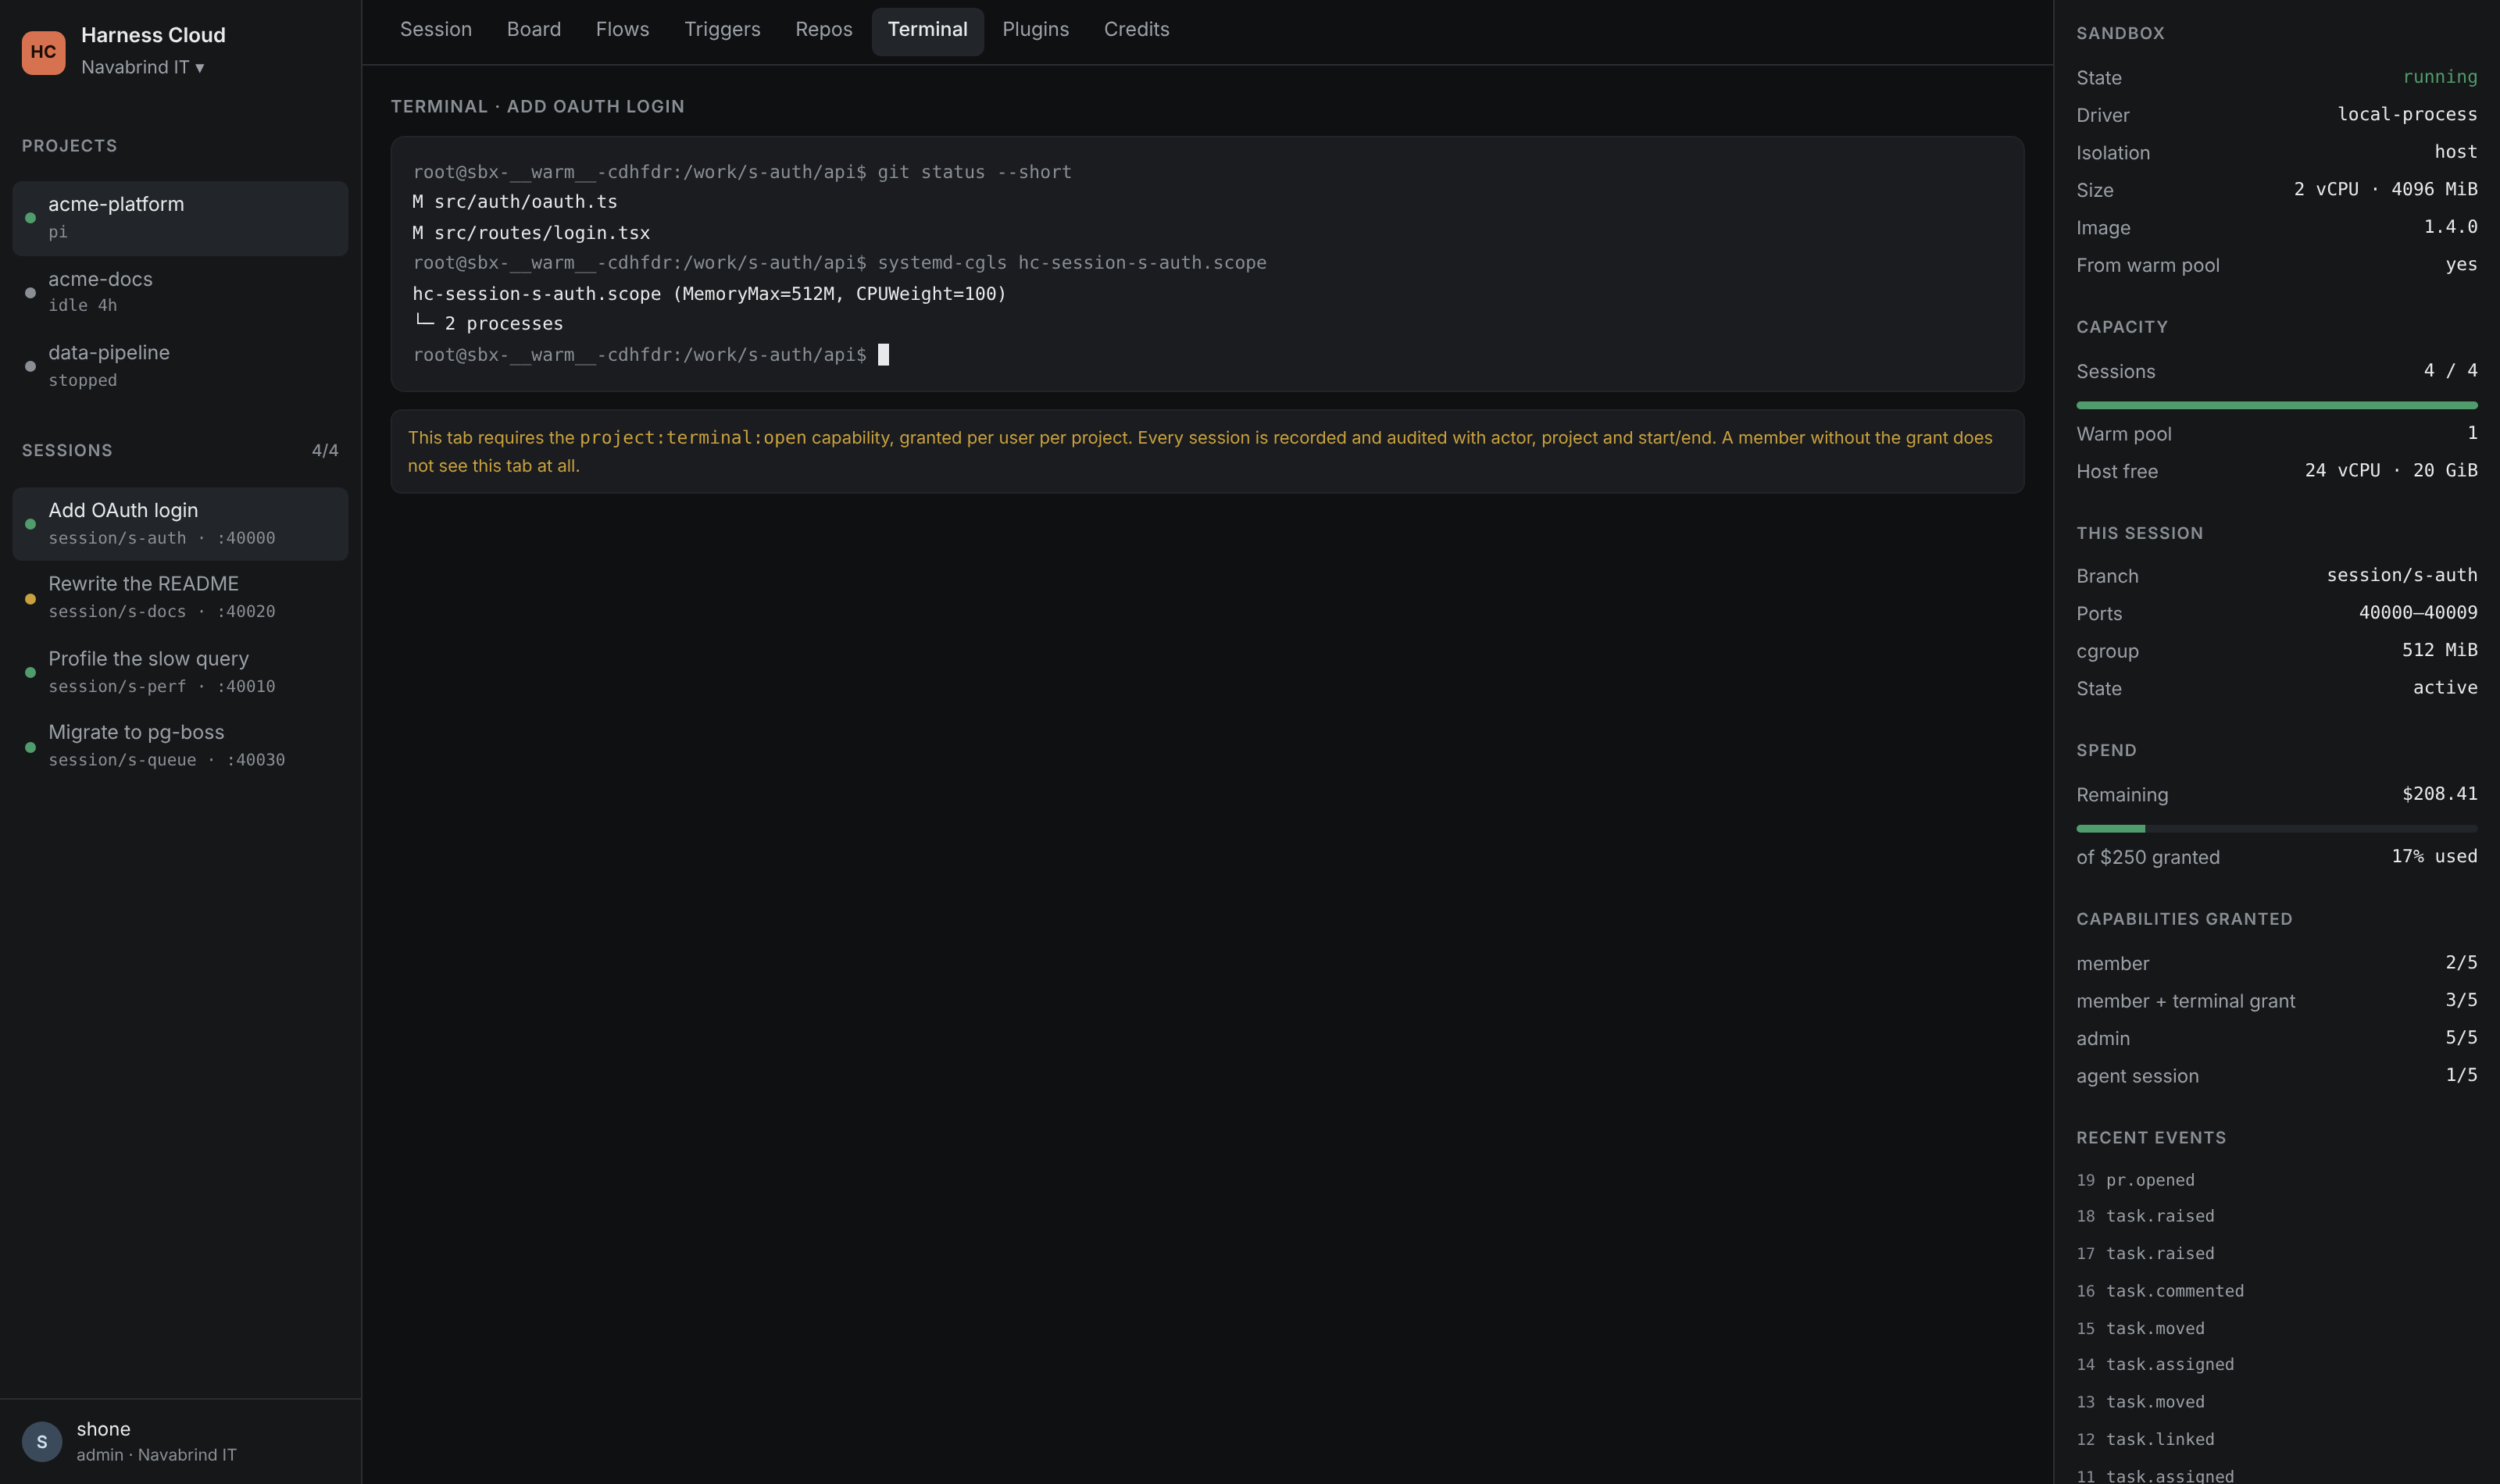 HC
Harness Cloud
Navabrind IT ▾
PROJECTS
acme-platform
pi
acme-docs
idle 4h
data-pipeline
stopped
SESSIONS 4/4
Add OAuth login
session/s-auth · :40000
Rewrite the README
session/s-docs · :40020
Profile the slow query
session/s-perf · :40010
Migrate to pg-boss
session/s-queue · :40030
S
shone
admin · Navabrind IT
Session Board Flows Triggers Repos Terminal Plugins Credits
TERMINAL · ADD OAUTH LOGIN
root@sbx-__warm__-cdhfdr:/work/s-auth/api$ git status --short
M src/auth/oauth.ts
M src/routes/login.tsx
root@sbx-__warm__-cdhfdr:/work/s-auth/api$ systemd-cgls hc-session-s-auth.scope
hc-session-s-auth.scope (MemoryMax=512M, CPUWeight=100)
└─ 2 processes
root@sbx-__warm__-cdhfdr:/work/s-auth/api$
This tab requires the project:terminal:open capability, granted per user per project. Every session is recorded and audited with actor, project and start/end. A member without the grant does
not see this tab at all.
SANDBOX
State running
Driver local-process
Isolation host
Size 2 vCPU · 4096 MiB
Image 1.4.0
From warm pool yes
CAPACITY
Sessions 4 / 4
Warm pool 1
Host free 24 vCPU · 20 GiB
THIS SESSION
Branch session/s-auth
Ports 40000–40009
cgroup 512 MiB
State active
SPEND
Remaining $208.41
of $250 granted 17% used
CAPABILITIES GRANTED
member 2/5
member + terminal grant 3/5
admin 5/5
agent session 1/5
RECENT EVENTS
19 pr.opened
18 task.raised
17 task.raised
16 task.commented
15 task.moved
14 task.assigned
13 task.moved
12 task.linked
11 task.assigned